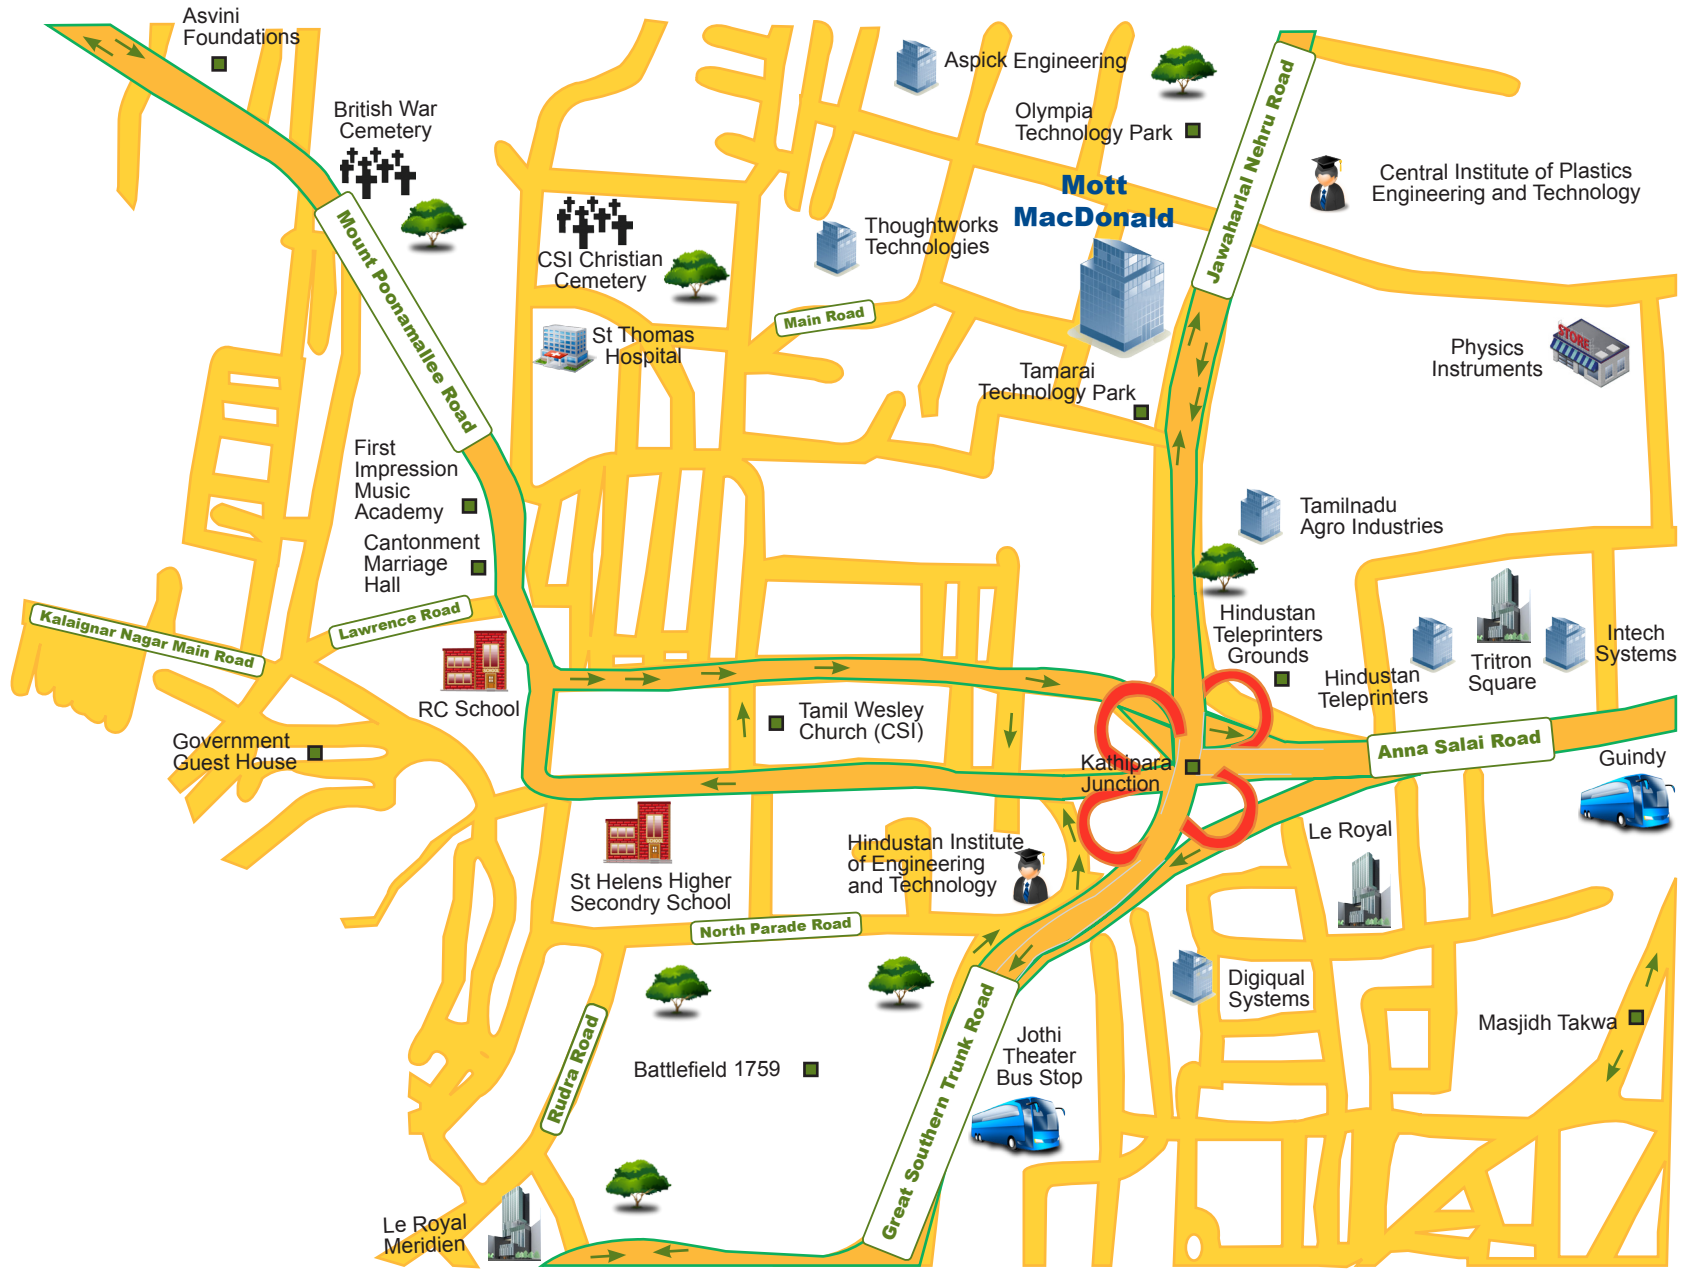 Asvini
Foundations
British War
Cemetery
Aspick Engineering
Olympia
Technology Park
Jawaharlal Nehru Road
Central Institute of Plastics
Engineering and Technology
Mott
MacDonald
Mount Poonamallee Road
CSI Christian
Cemetery
Thoughtworks
Technologies
Main Road
St Thomas
Hospital
STORE
Physics
Instruments
Tamarai
Technology Park
First
Impression
Music
Academy
Cantonment
Marriage
Hall
Tamilnadu
Agro Industries
Kalaignar Nagar Main Road
Lawrence Road
RC School
Hindustan
Teleprinters
Grounds
Hindustan
Teleprinters
Tritron
Square
Intech
Systems
Government
Guest House
Tamil Wesley
Church (CSI)
Kathipara
Junction
Anna Salai Road
Guindy
Le Royal
St Helens Higher
Secondry School
Hindustan Institute
of Engineering
and Technology
North Parade Road
Digiqual
Systems
Masjidh Takwa
Rudra Road
Battlefield 1759
Great Southern Trunk Road
Jothi
Theater
Bus Stop
Le Royal
Meridien